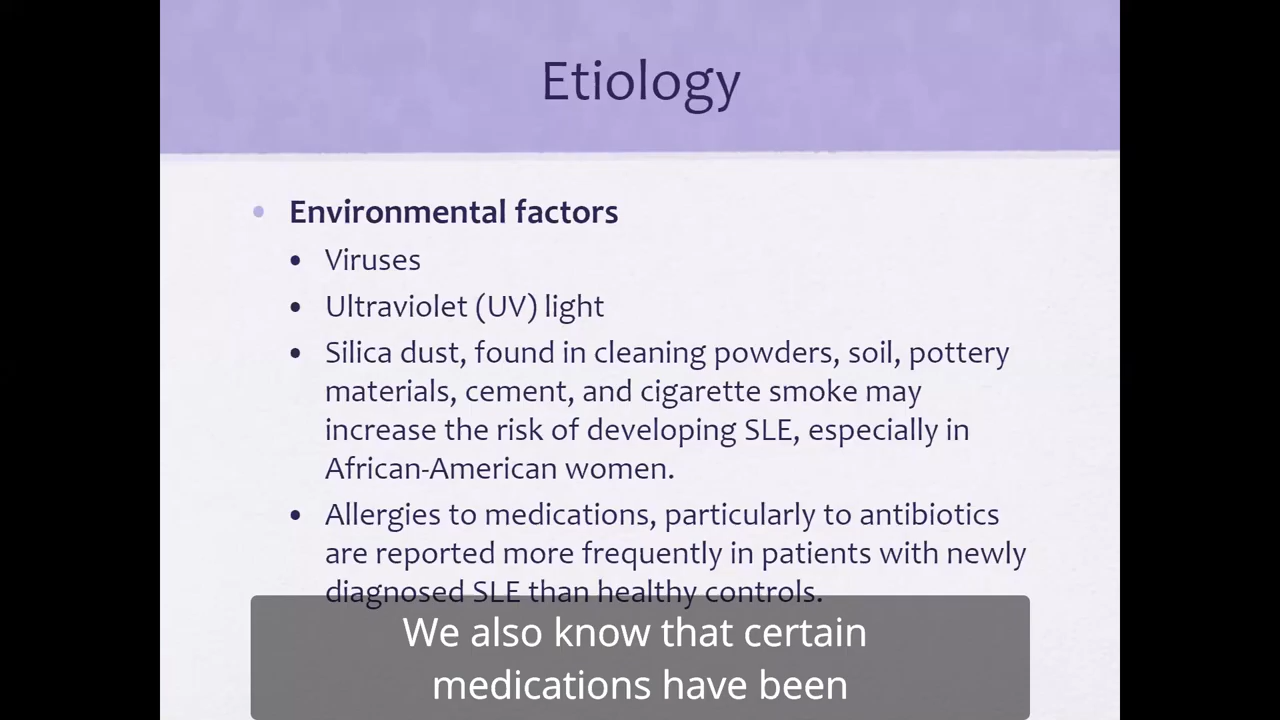 Etiology
• Environmental factors
• Viruses
• Ultraviolet (UV) light
• Silica dust, found in cleaning powders, soil, pottery
materials, cement, and cigarette smoke may
increase the risk of developing SLE, especially in
African-American women.
• Allergies to medications, particularly to antibiotics
are reported more frequently in patients with newly
diagnosed SLE than healthy controls.
We also know that certain
medications have been